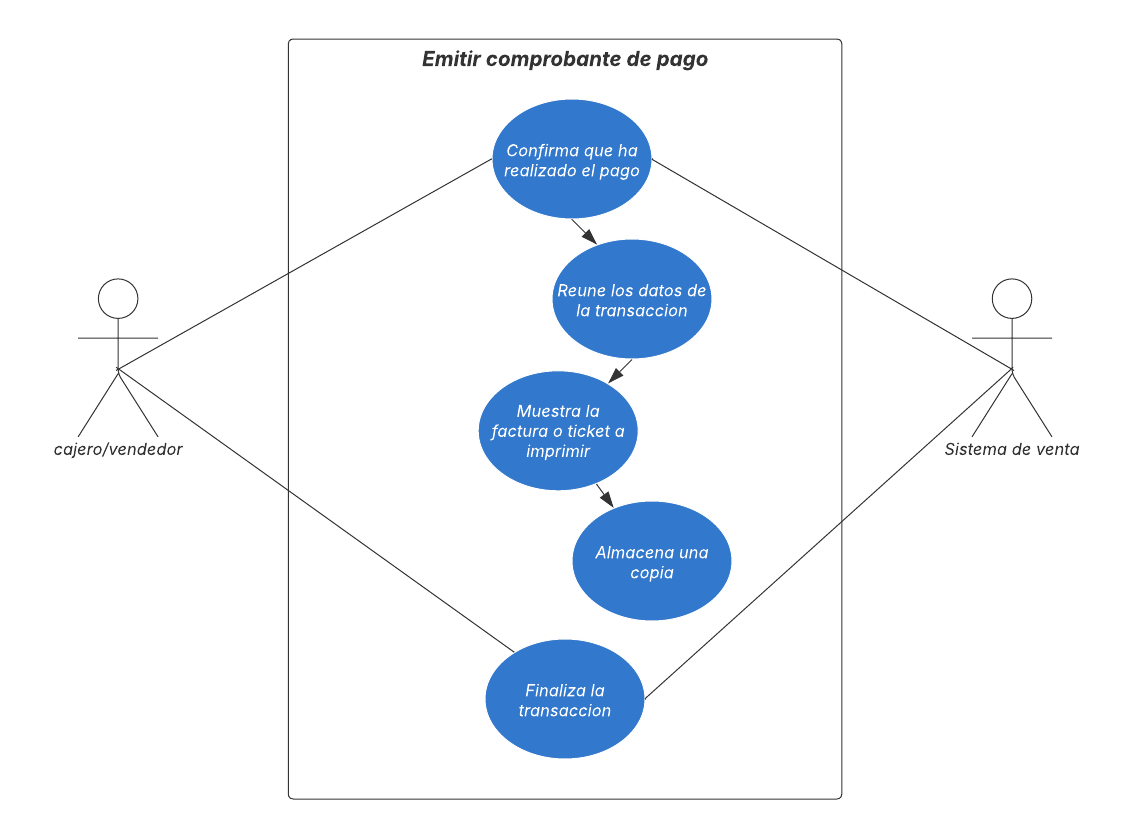 Emitir comprobante de pago
Confirma que ha
realizado el pago
Reune los datos de
la transaccion
Muestra la
factura o ticket a
imprimir
cajero/vendedor
Sistema de venta
Almacena una
copia
Finaliza la
transaccion